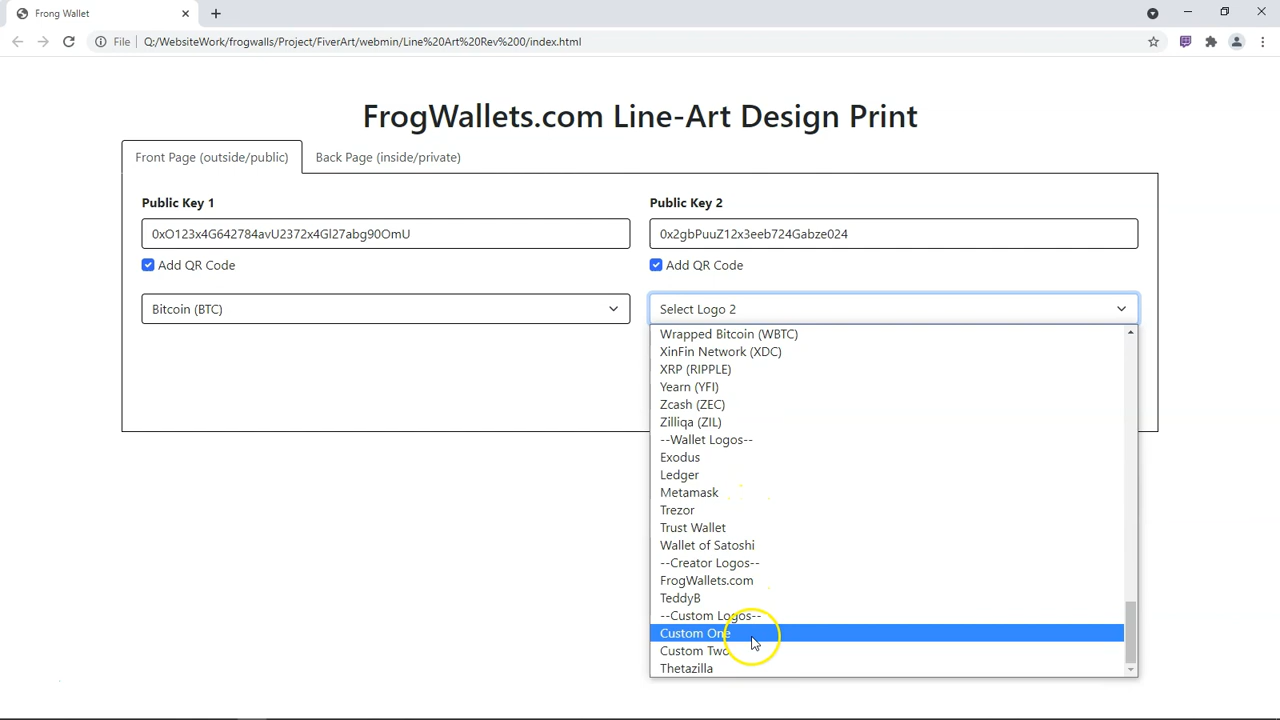 Frong Wallet
File Q:/WebsiteWork/frogwalls/Project/FiverArt/webmin/Line%20Art%20Rev%200/index.html
FrogWallets.com Line-Art Design Print
Front Page (outside/public) Back Page (inside/private)
Public Key 1 Public Key 2
0xO123x4G642784avU2372x4Gl27abg90OmU 0x2gbPuuZ12x3eeb724Gabze024
Add QR Code Add QR Code
Bitcoin (BTC) Select Logo 2
Wrapped Bitcoin (WBTC)
XinFin Network (XDC)
XRP (RIPPLE)
Yearn (YFI)
Zcash (ZEC)
Zilliqa (ZIL)
--Wallet Logos--
Exodus
Ledger
Metamask
Trezor
Trust Wallet
Wallet of Satoshi
--Creator Logos--
FrogWallets.com
TeddyB
--Custom Logos--
Custom One
Custom Two
Thetazilla